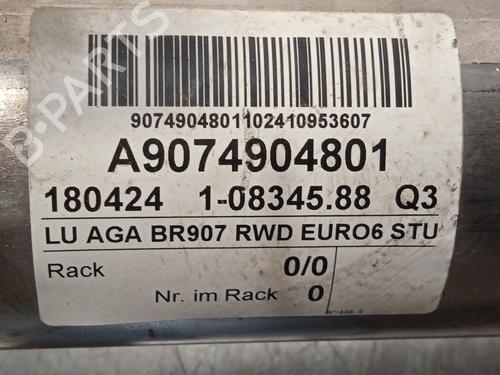 B-PARTS
9074904801102410953607
A9074904801
180424 1-08345.88 Q3
LU AGA BR907 RWD EURO6 STU
Rack 0/0
Nr. im Rack 0